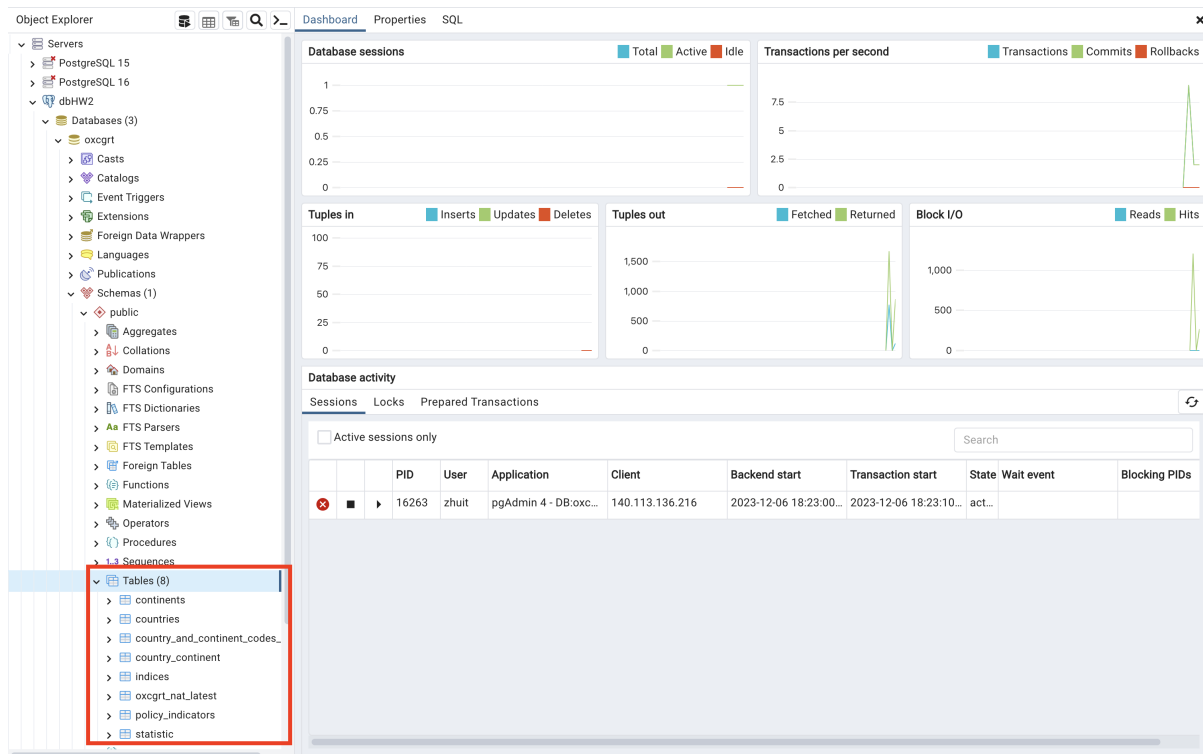 Object Explorer
Dashboard Properties SQL
Servers
PostgreSQL 15
PostgreSQL 16
dbHW2
Databases (3)
oxcgrt
Casts
Catalogs
Event Triggers
Extensions
Foreign Data Wrappers
Languages
Publications
Schemas (1)
public
Aggregates
Collations
Domains
FTS Configurations
FTS Dictionaries
Aa FTS Parsers
FTS Templates
Foreign Tables
Functions
Materialized Views
Operators
Procedures
1..3 Sequences
Tables (8)
continents
countries
country_and_continent_codes_
country_continent
indices
oxcgrt_nat_latest
policy_indicators
statistic
Database sessions
Total Active Idle
1
0.75
0.5
0.25
0
Transactions per second
Transactions Commits Rollbacks
7.5
5
2.5
0
Tuples in
Inserts Updates Deletes
100
75
50
25
0
Tuples out
Fetched Returned
1,500
1,000
500
0
Block I/O
Reads Hits
1,000
500
0
Database activity
Sessions Locks Prepared Transactions
Active sessions only
Search
PID User Application Client Backend start Transaction start State Wait event Blocking PIDs
16263 zhuit pgAdmin 4 - DB:oxc... 140.113.136.216 2023-12-06 18:23:00... 2023-12-06 18:23:10... act...